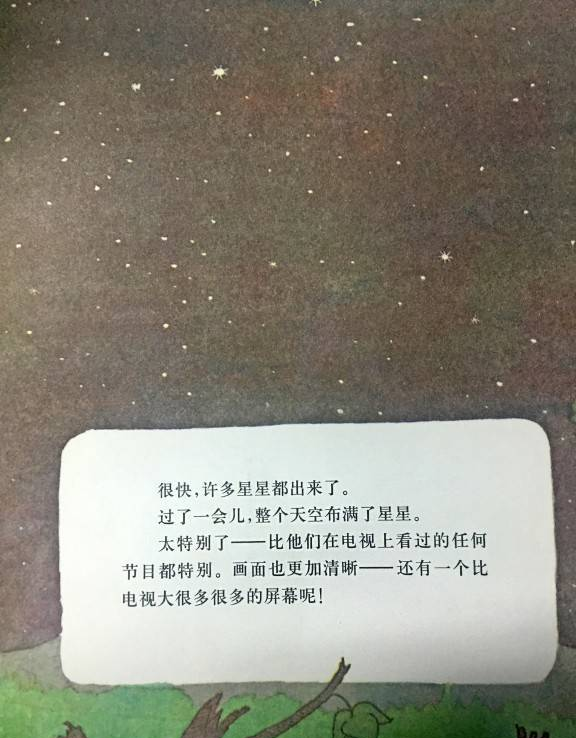 很快,许多星星都出来了。
过了一会儿,整个天空布满了星星。
太特别了——比他们在电视上看过的任何
节目都特别。画面也更加清晰——还有一个比
电视大很多很多的屏幕呢!